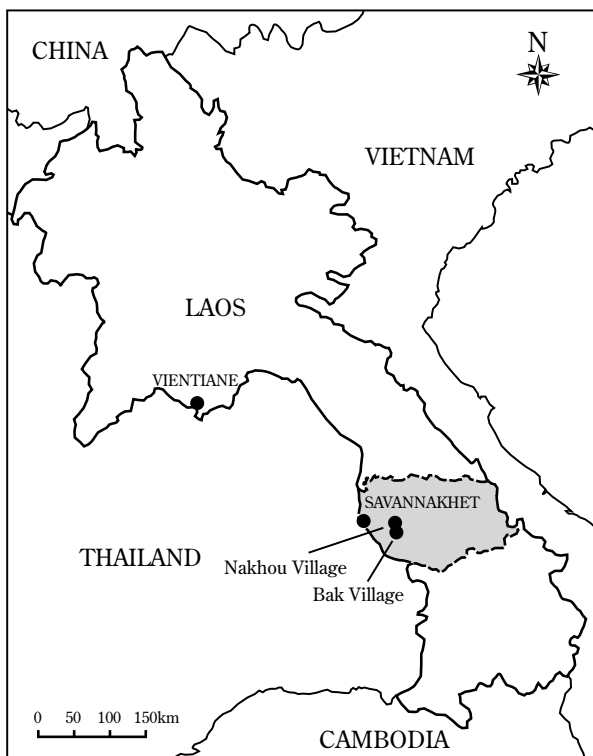 CHINA
N
VIETNAM
LAOS
VIENTIANE
SAVANNAKHET
THAILAND
Nakhou Village
Bak Village
0 50 100 150km
CAMBODIA